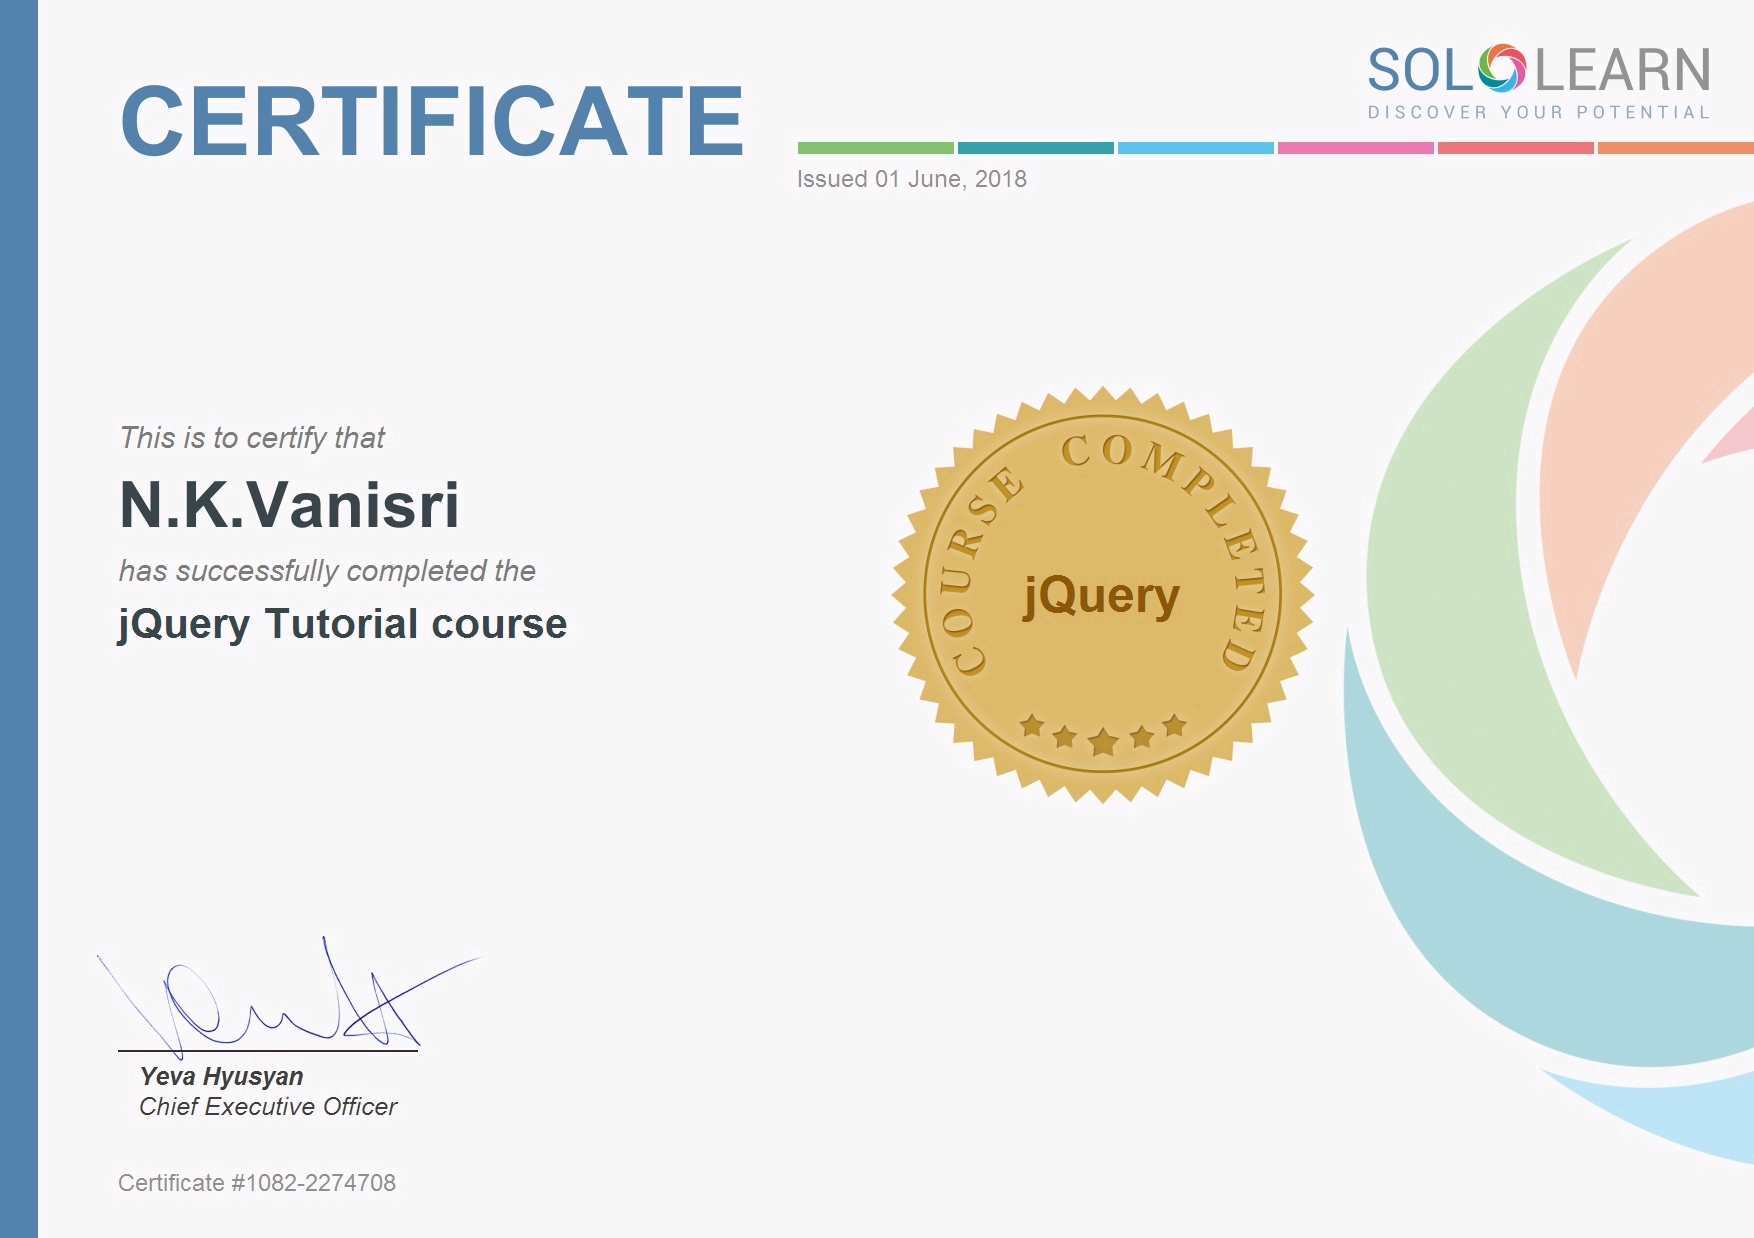 CERTIFICATE
SOLOLEARN
DISCOVER YOUR POTENTIAL
Issued 01 June, 2018
This is to certify that
N.K.Vanisri
has successfully completed the
jQuery Tutorial course
COURSE COMPLETED
jQuery
Yeva Hyusyan
Chief Executive Officer
Certificate #1082-2274708